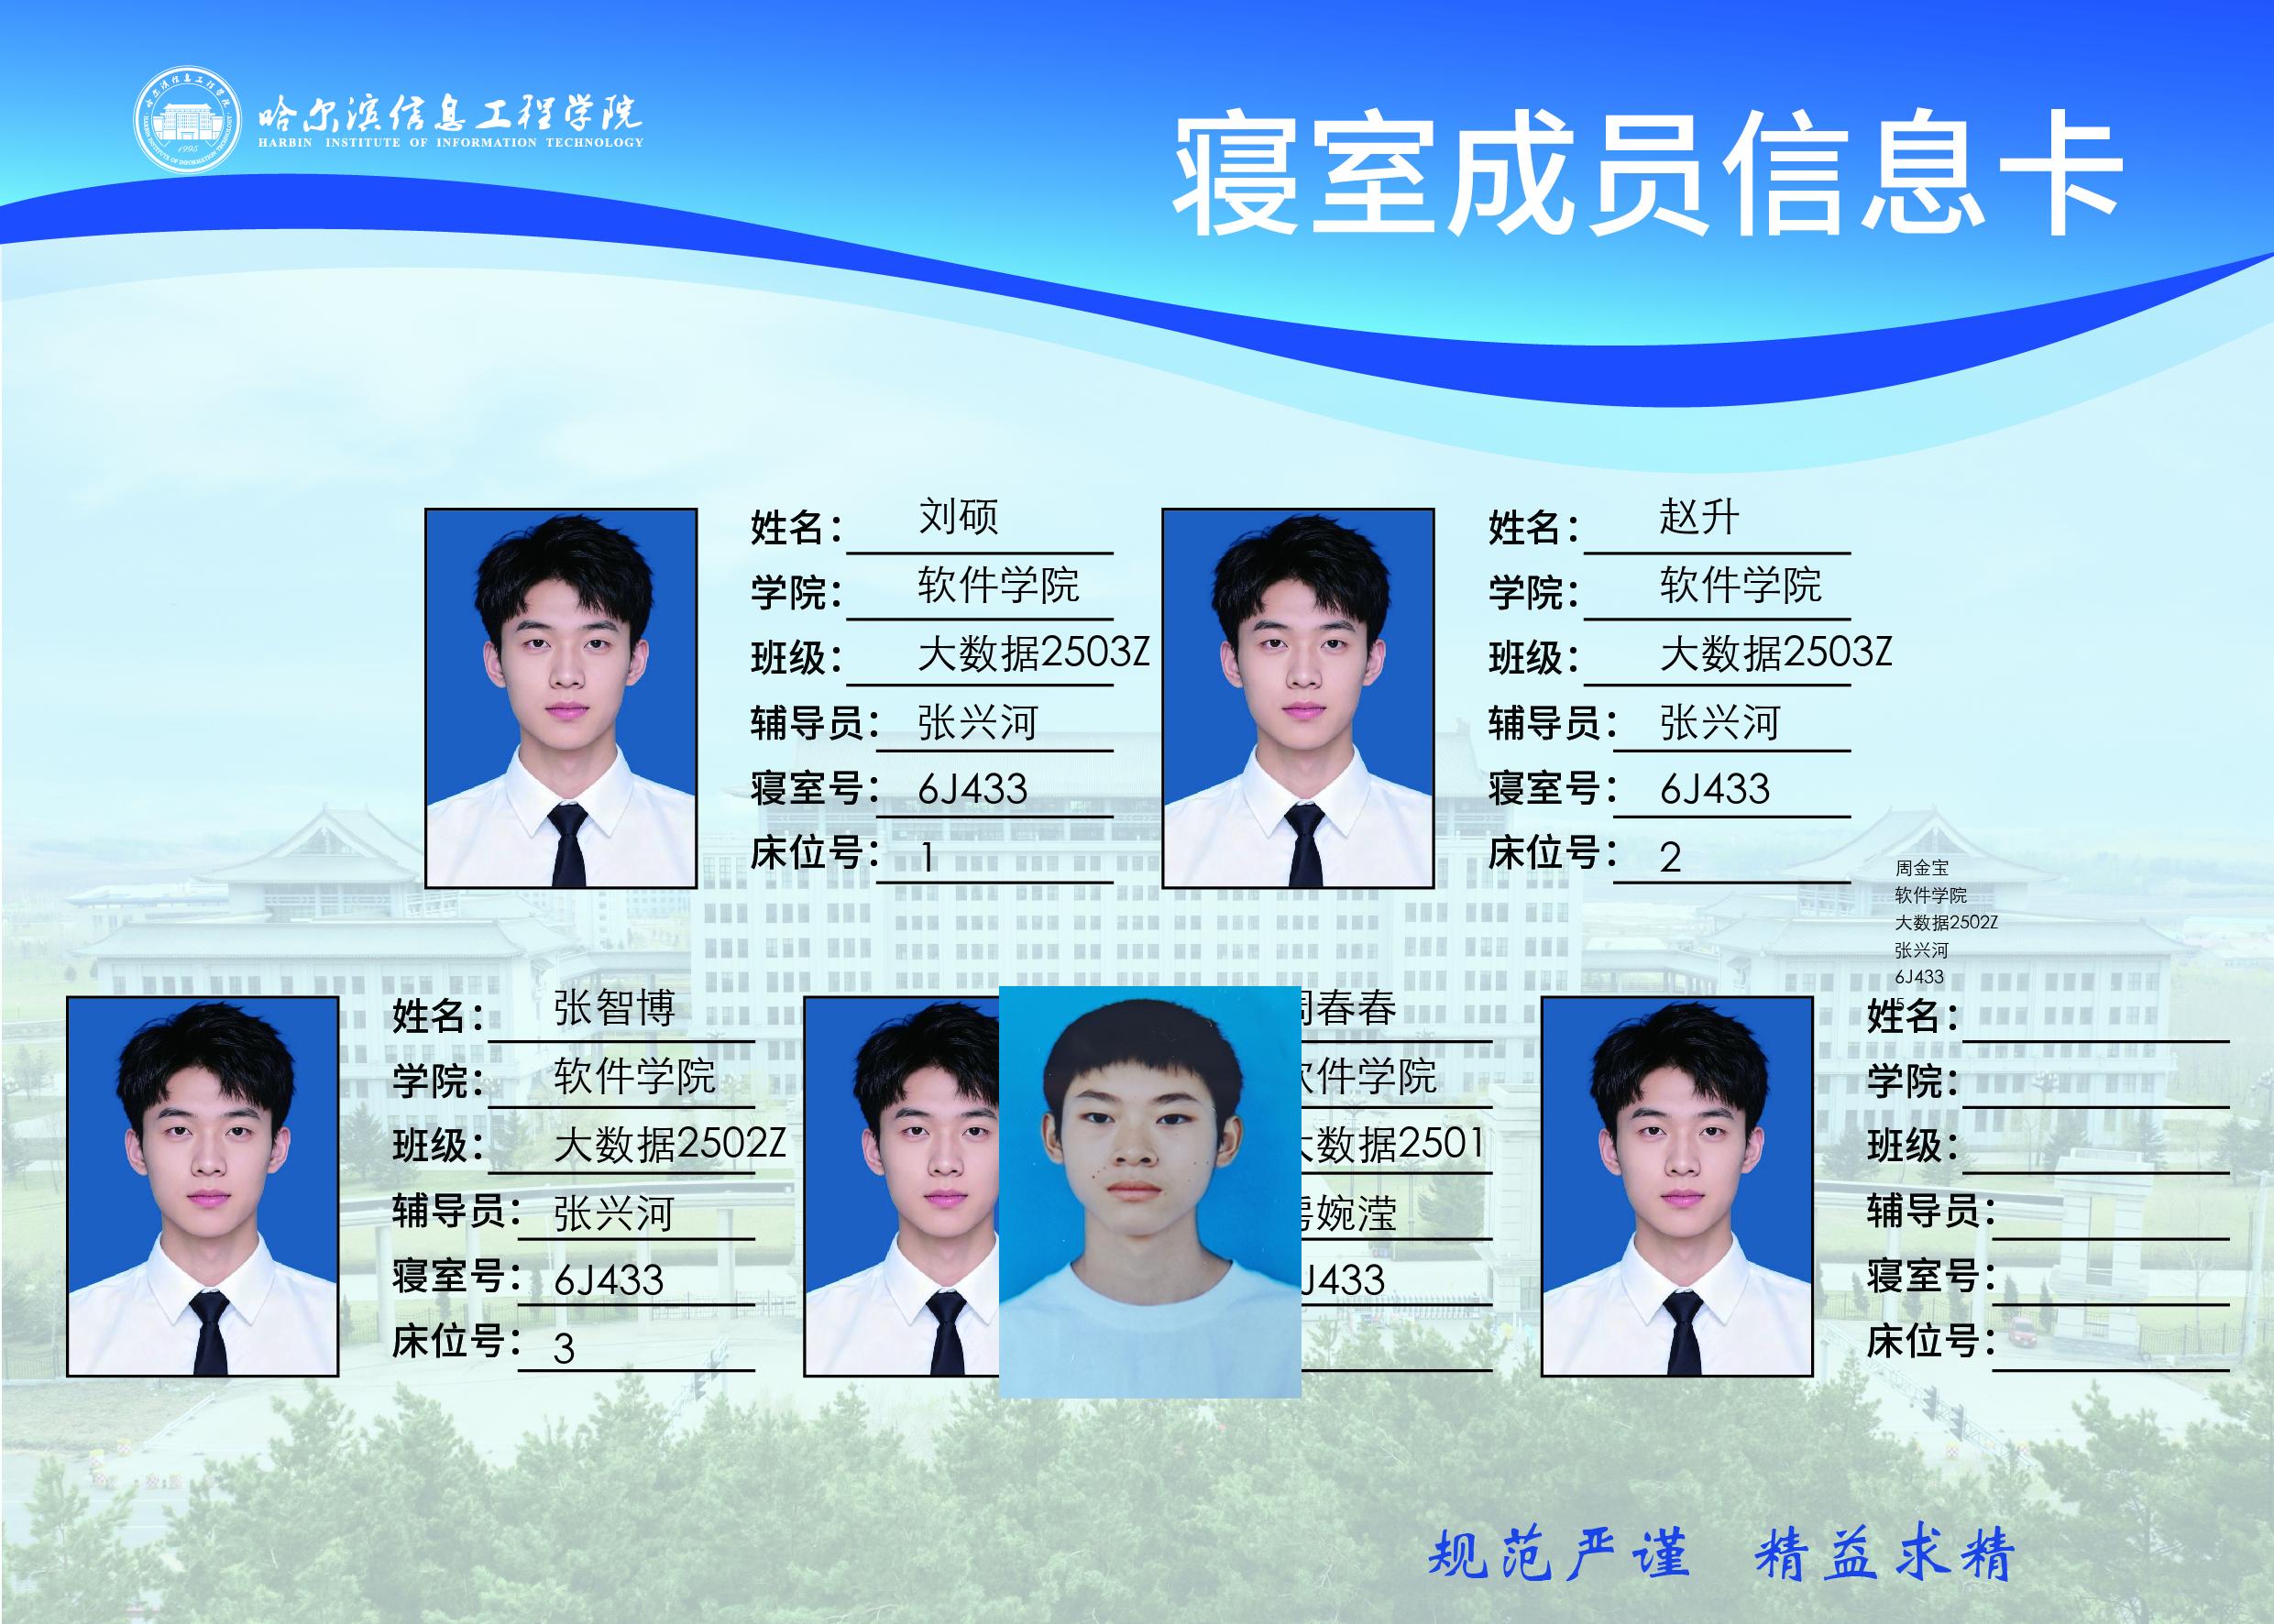 哈尔滨信息工程学院
HARBIN INSTITUTE OF INFORMATION TECHNOLOGY
1995
寝室成员信息卡
姓名： 刘硕
学院： 软件学院
班级： 大数据2503Z
辅导员： 张兴河
寝室号： 6J433
床位号： 1
姓名： 赵升
学院： 软件学院
班级： 大数据2503Z
辅导员： 张兴河
寝室号： 6J433
床位号： 2
周金宝
软件学院
大数据2502Z
张兴河
6J433
5
姓名： 张智博
学院： 软件学院
班级： 大数据2502Z
辅导员： 张兴河
寝室号： 6J433
床位号： 3
春春
件学院
数据2501
婉滢
J433
姓名：
学院：
班级：
辅导员：
寝室号：
床位号：
规范严谨 精益求精